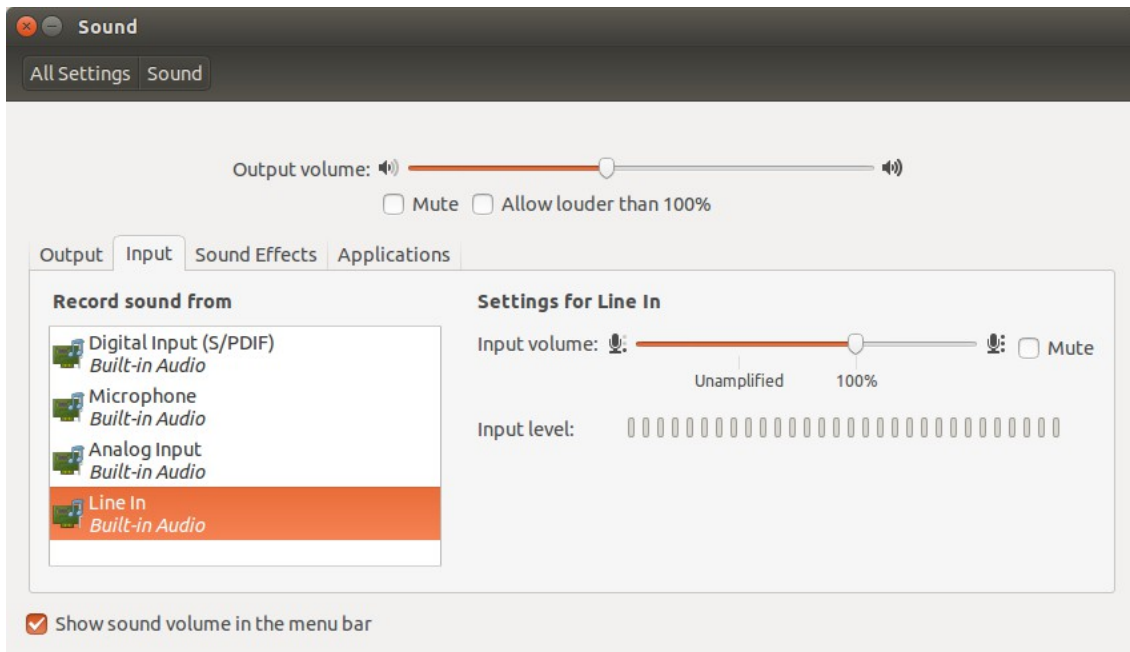 Sound
All Settings Sound
Output volume:
Mute Allow louder than 100%
Output Input Sound Effects Applications
Record sound from
Digital Input (S/PDIF)
Built-in Audio
Microphone
Built-in Audio
Analog Input
Built-in Audio
Line In
Built-in Audio
Settings for Line In
Input volume: Mute
Unamplified 100%
Input level:
Show sound volume in the menu bar